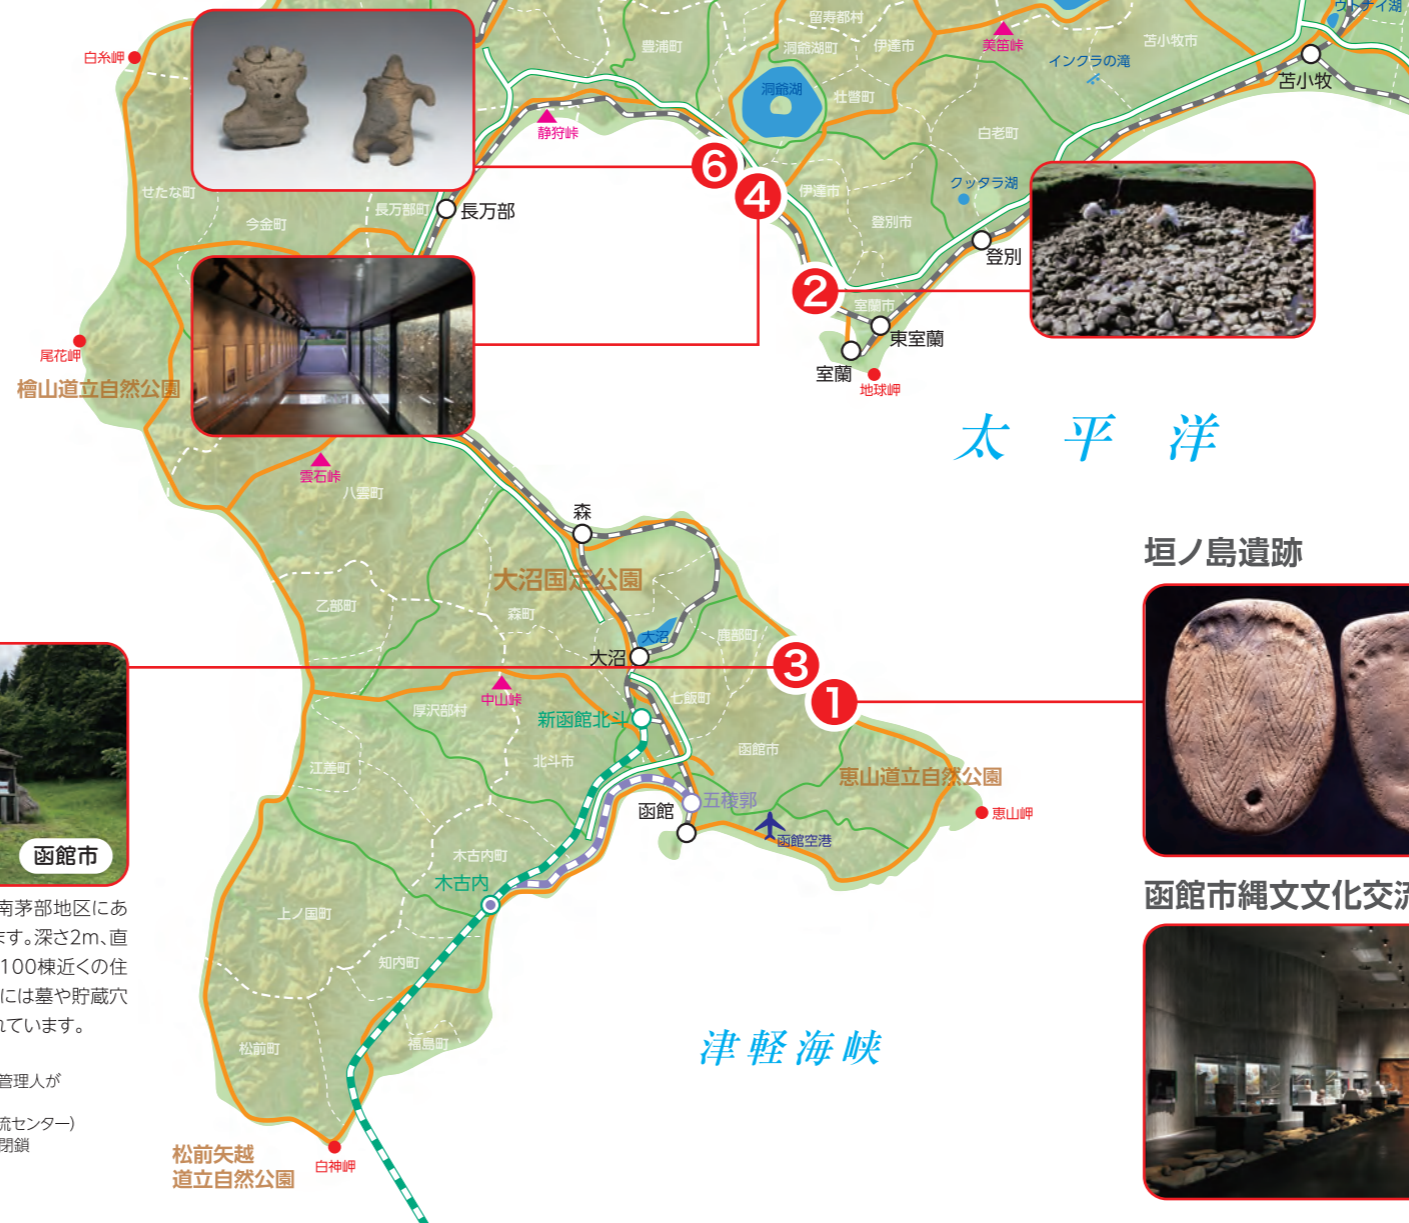 ウトナイ湖
留寿都村
白糸岬
豊浦町
洞爺湖町
伊達市
美笛峠
苫小牧市
インクラの滝
苫小牧
洞爺湖
壮瞥町
静狩峠
白老町
6
せたな町
4
伊達市
クッタラ湖
長万部町
長万部
今金町
登別市
登別
2
室蘭市
東室蘭
尾花岬
室蘭
地球岬
檜山道立自然公園
太平洋
雲石峠
八雲町
森
垣ノ島遺跡
大沼国定公園
乙部町
森町
大沼
鹿部町
大沼
3
中山峠
七飯町
1
厚沢部村
新函館北斗
函館市
江差町
北斗市
恵山道立自然公園
五稜郭
函館
恵山岬
函館空港
函館市
木古内町
木古内
函館市縄文文化交流
南茅部地区にあ
ます。深さ2m、直
100棟近くの住
には墓や貯蔵穴
れています。
上ノ国町
知内町
福島町
松前町
津軽海峡
管理人が
流センター)
閉鎖
松前矢越
道立自然公園
白神岬